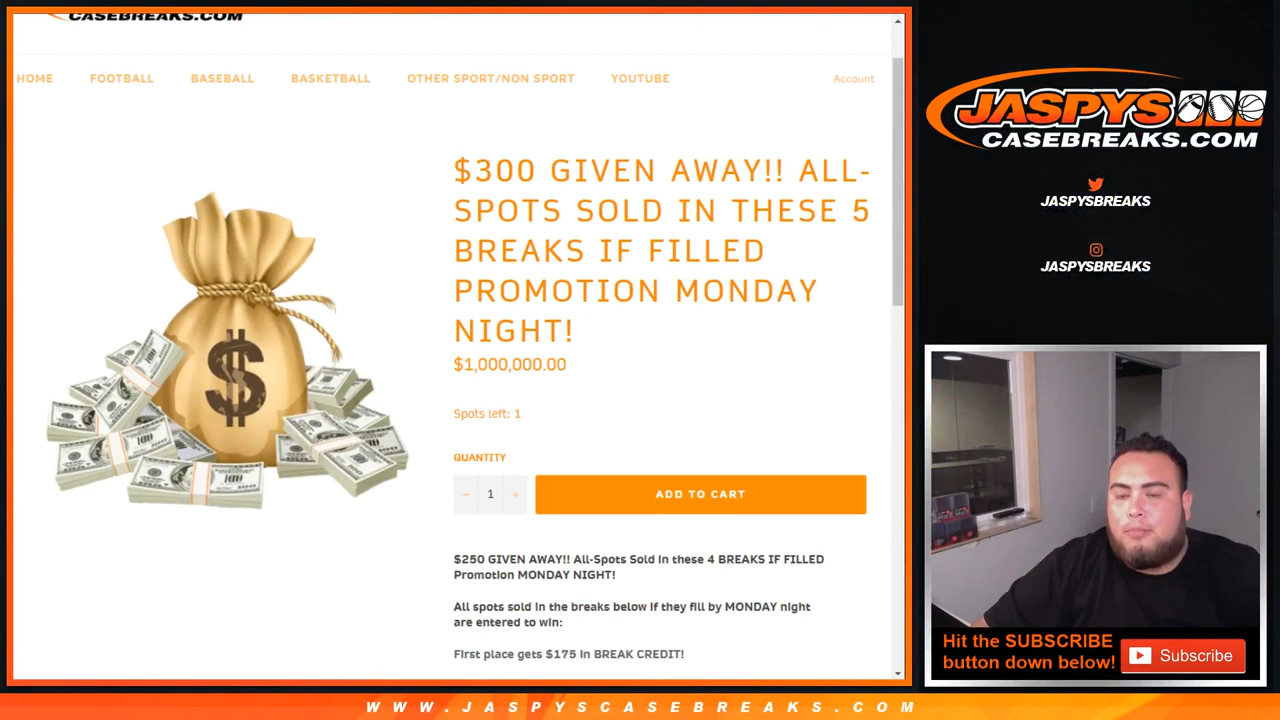 CASEBREAKS.COM
HOME FOOTBALL BASEBALL BASKETBALL OTHER SPORT/NON SPORT YOUTUBE Account
$300 GIVEN AWAY!! ALL-
SPOTS SOLD IN THESE 5
BREAKS IF FILLED
PROMOTION MONDAY
NIGHT!
$1,000,000.00
Spots left: 1
QUANTITY
− 1 + ADD TO CART
$250 GIVEN AWAY!! All-Spots Sold in these 4 BREAKS IF FILLED
Promotion MONDAY NIGHT!
All spots sold in the breaks below if they fill by MONDAY night
are entered to win:
First place gets $175 in BREAK CREDIT!
$
100
100
100
100
JASPYS
CASEBREAKS.COM
JASPYSBREAKS
JASPYSBREAKS
Hit the SUBSCRIBE
button down below!
Subscribe
WWW.JASPYSCASEBREAKS.COM